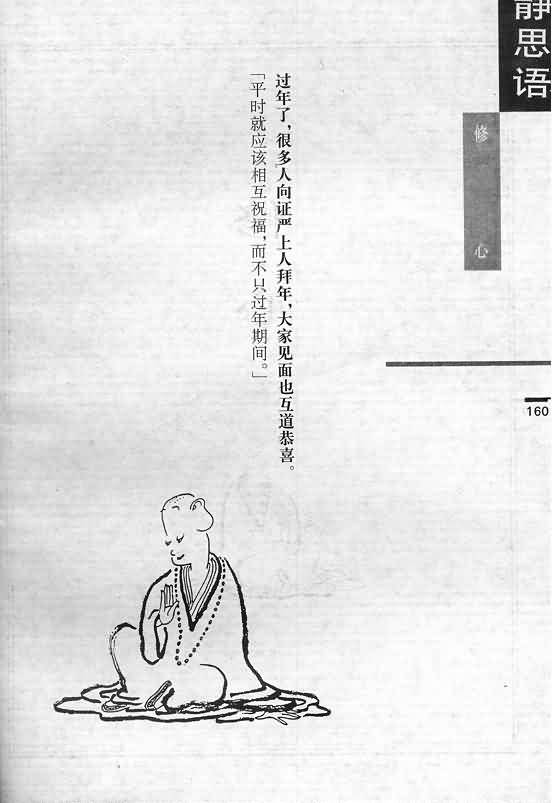 静思语
修心
过年了，很多人向证严上人拜年，大家见面也互道恭喜。
「平时就应该相互祝福，而不只过年期间。」
160